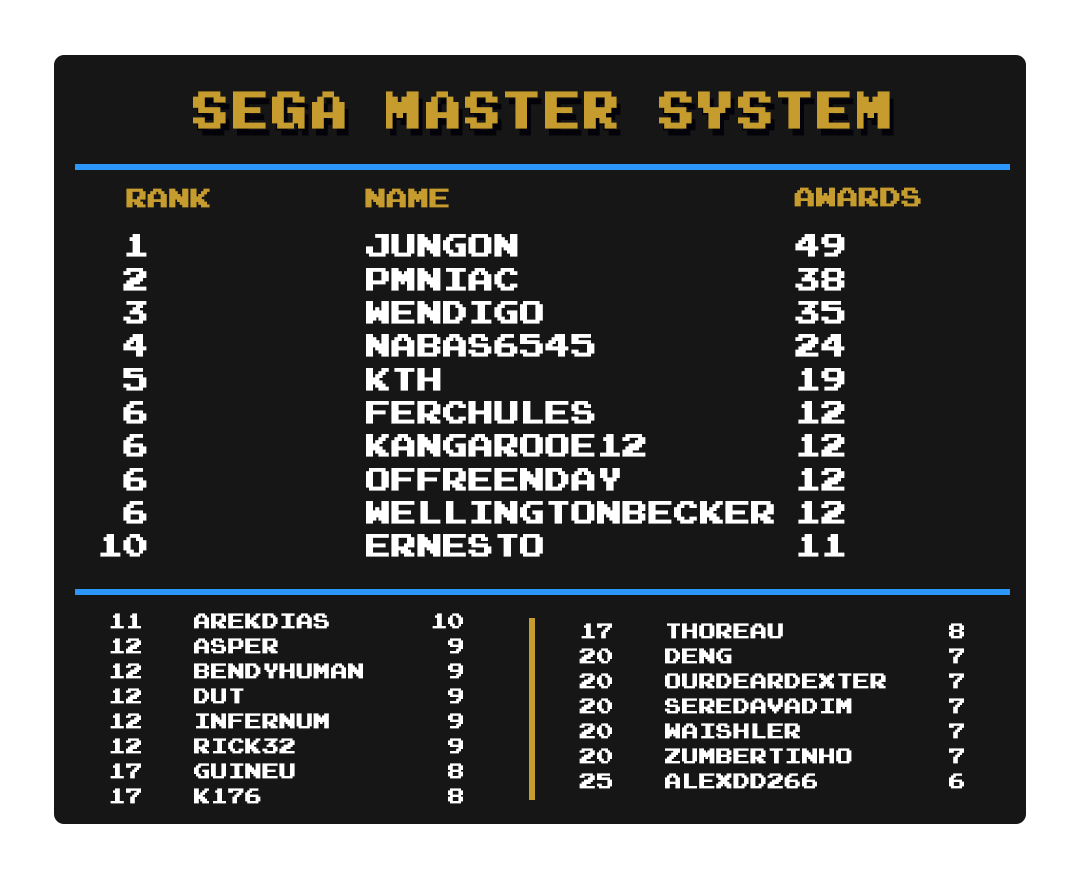 SEGA MASTER SYSTEM
RANK NAME AWARDS
1 JUNGON 49
2 PMNIAC 38
3 WENDIGO 35
4 NABAS6545 24
5 KTH 19
6 FERCHULES 12
6 KANGAROOE12 12
6 OFFREENDAY 12
6 WELLINGTONBECKER 12
10 ERNESTO 11
11 AREKDIAS 10
12 ASPER 9
12 BENDYHUMAN 9
12 DUT 9
12 INFERNUM 9
12 RICK32 9
17 GUINEU 8
17 K176 8
17 THOREAU 8
20 DENG 7
20 OURDEARDEXTER 7
20 SEREDAVADIM 7
20 WAISHLER 7
20 ZUMBERTINHO 7
25 ALEXDD266 6